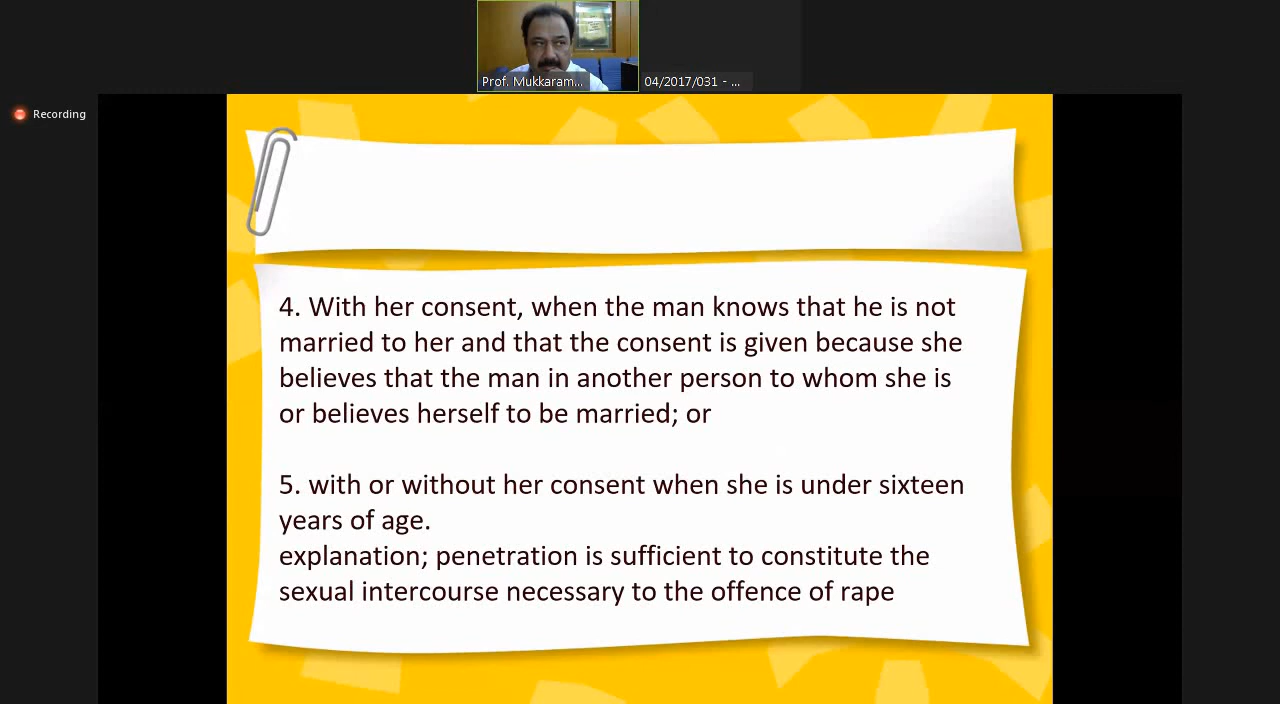 Prof. Mukkaram...
04/2017/031 - ...
Recording
4. With her consent, when the man knows that he is not
married to her and that the consent is given because she
believes that the man in another person to whom she is
or believes herself to be married; or
5. with or without her consent when she is under sixteen
years of age.
explanation; penetration is sufficient to constitute the
sexual intercourse necessary to the offence of rape